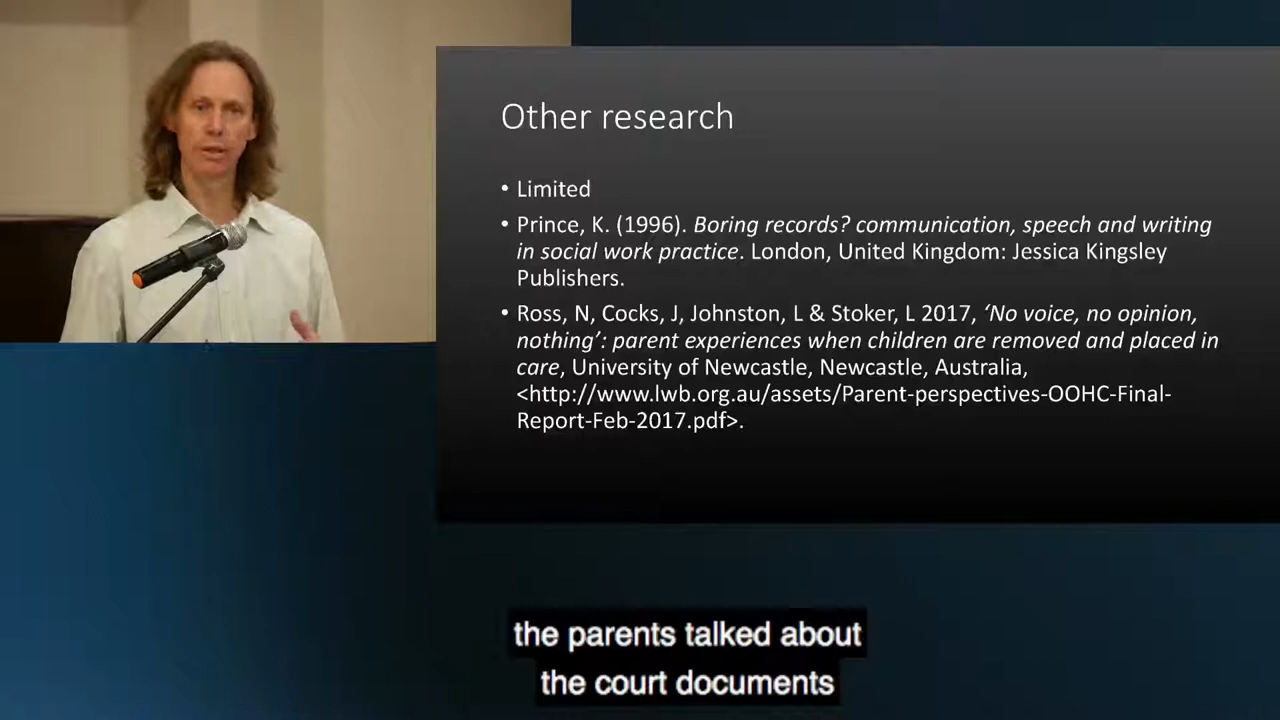 Other research
• Limited
• Prince, K. (1996). Boring records? communication, speech and writing
in social work practice. London, United Kingdom: Jessica Kingsley
Publishers.
• Ross, N, Cocks, J, Johnston, L & Stoker, L 2017, ‘No voice, no opinion,
nothing’: parent experiences when children are removed and placed in
care, University of Newcastle, Newcastle, Australia,
<http://www.lwb.org.au/assets/Parent-perspectives-OOHC-Final-
Report-Feb-2017.pdf>.
the parents talked about
the court documents